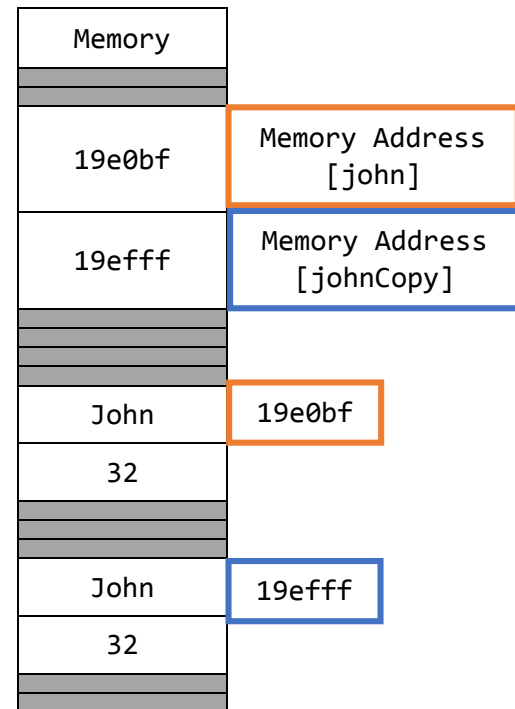 Memory
19e0bf
Memory Address
[john]
19efff
Memory Address
[johnCopy]
John
19e0bf
32
John
19efff
32